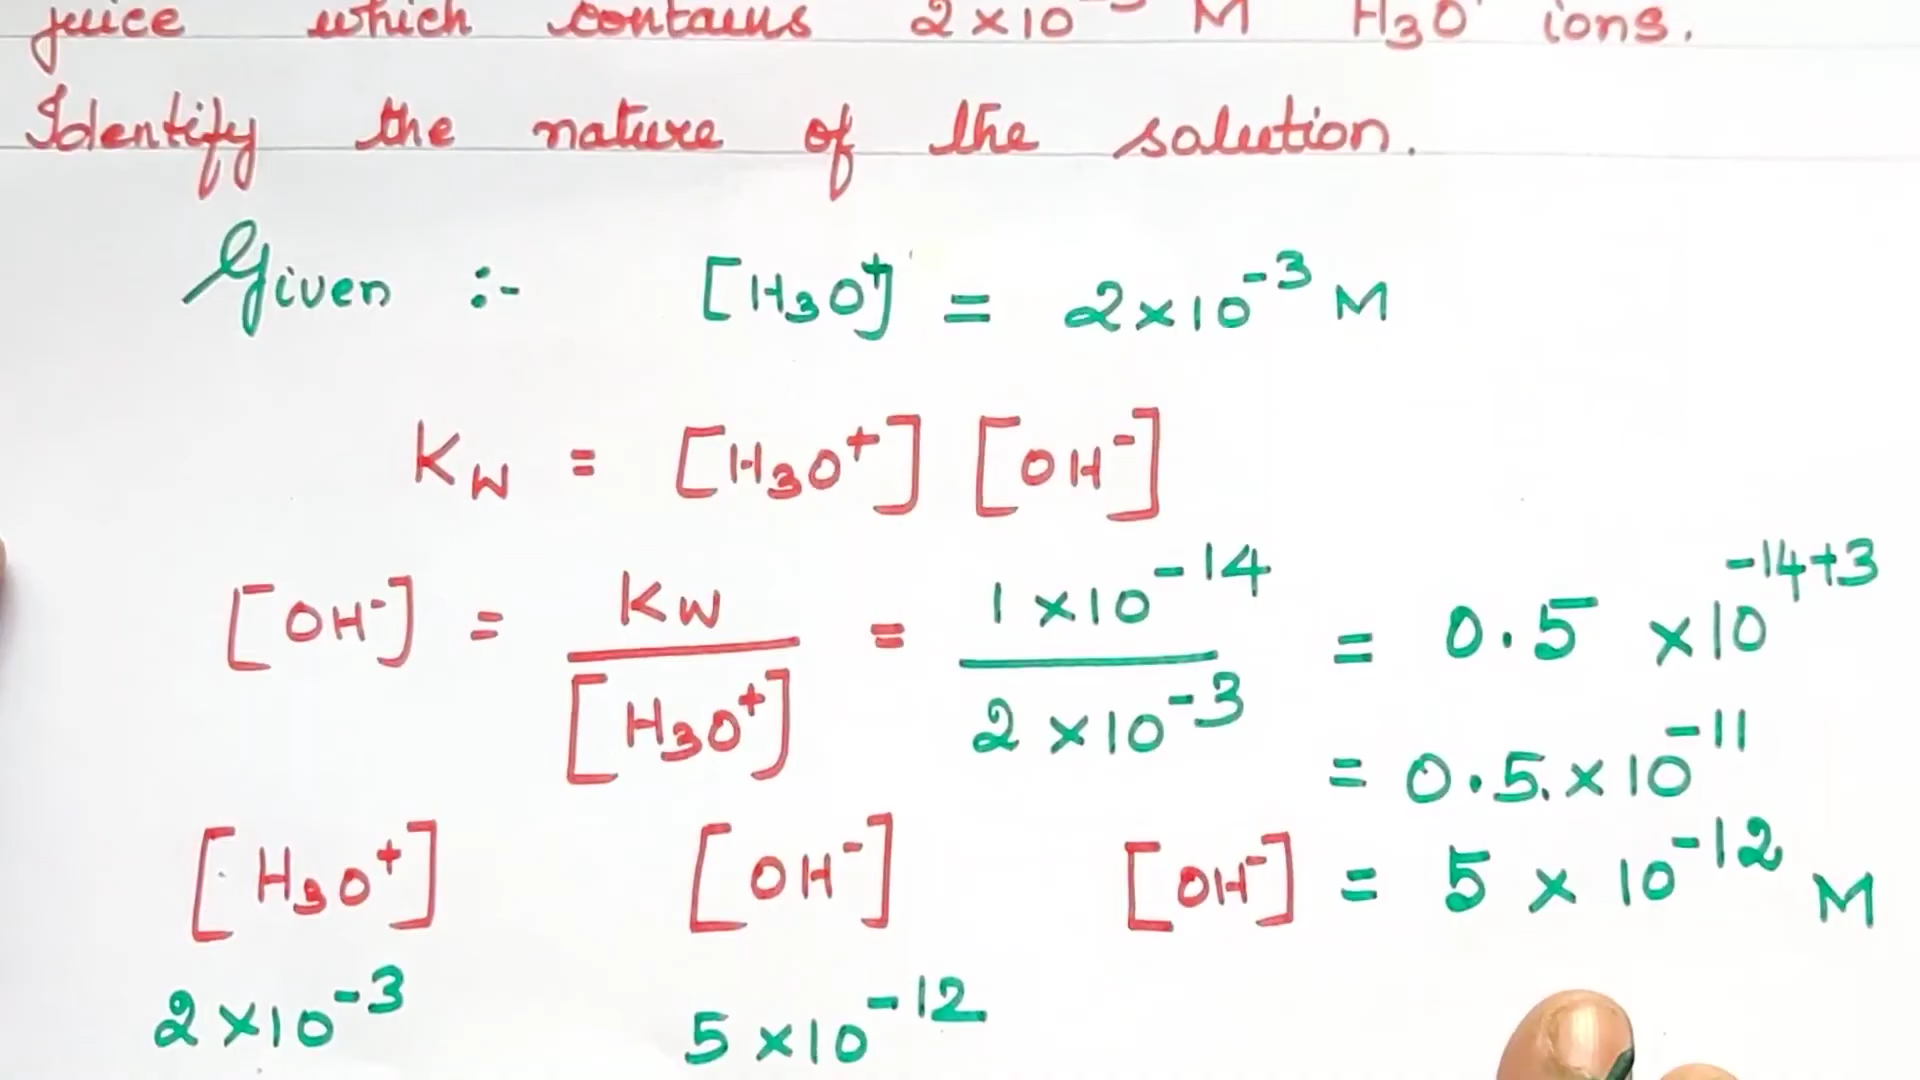 juice which contains 2×10⁻³ M H₃O⁺ ions.
Identify the nature of the solution.
Given :- [H₃O⁺] = 2×10⁻³ M
Kw = [H₃O⁺] [OH⁻]
[OH⁻] = Kw / [H₃O⁺] = 1×10⁻¹⁴ / 2×10⁻³ = 0.5 ×10⁻¹⁴⁺³
= 0.5.×10⁻¹¹
[H₃O⁺] [OH⁻] [OH⁻] = 5 × 10⁻¹² M
2×10⁻³ 5×10⁻¹²